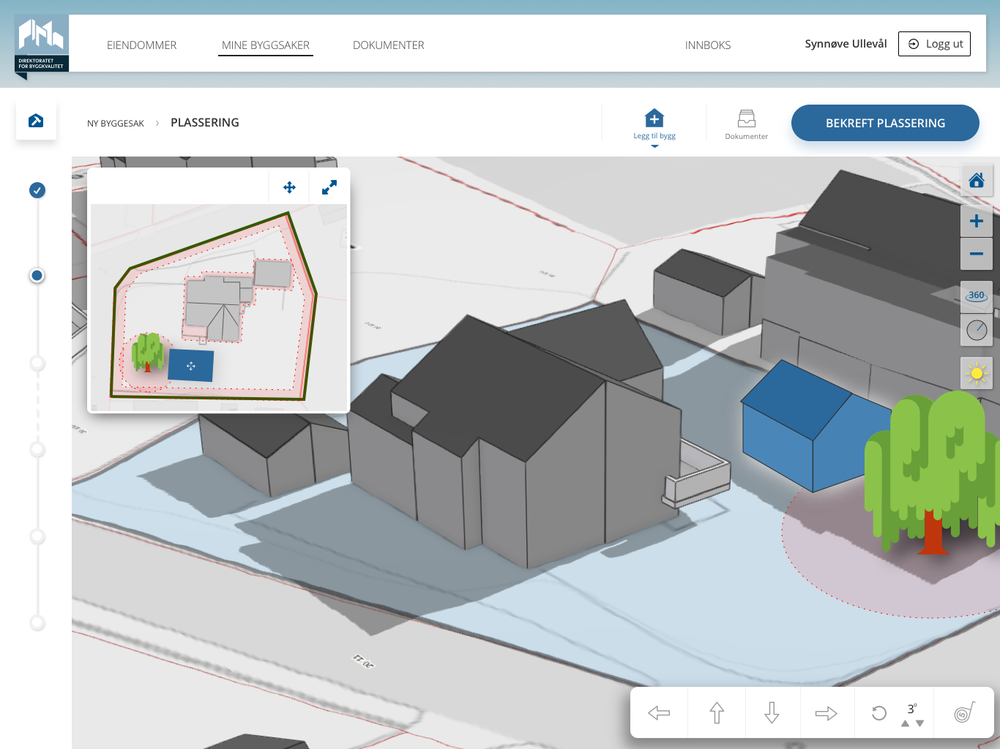 DIREKTORATET
FOR BYGGKVALITET
EIENDOMMER
MINE BYGGSAKER
DOKUMENTER
INNBOKS
Synnøve Ullevål
Logg ut
NY BYGGESAK › PLASSERING
Legg til bygg
Dokumenter
BEKREFT PLASSERING
360
3°